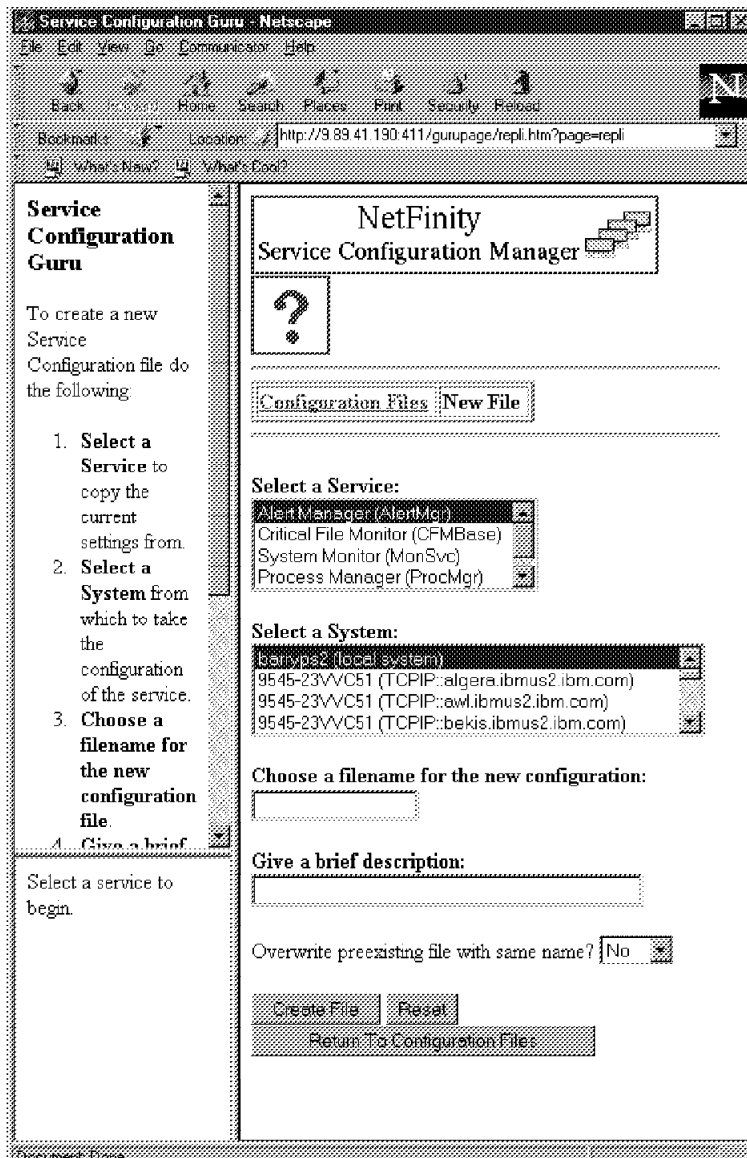 Service Configuration Guru - Netscape
File Edit View Go Communicator Help
Back Forward Home Search Places Print Security Reload
N
Bookmarks Location: http://9.89.41.190:411/gurupage/repli.htm?page=repli
What's New? What's Cool?
Service
Configuration
Guru
To create a new
Service
Configuration file do
the following:
1. Select a
Service to
copy the
current
settings from.
2. Select a
System from
which to take
the
configuration
of the service.
3. Choose a
filename for
the new
configuration
file.
4. Give a brief
Select a service to
begin.
NetFinity
Service Configuration Manager
?
Configuration Files New File
Select a Service:
Alert Manager (AlertMgr)
Critical File Monitor (CFMBase)
System Monitor (MonSvc)
Process Manager (ProcMgr)
Select a System:
barryps2 (local system)
9545-23VVC51 (TCPIP::algera.ibmus2.ibm.com)
9545-23VVC51 (TCPIP::awl.ibmus2.ibm.com)
9545-23VVC51 (TCPIP::bekis.ibmus2.ibm.com)
Choose a filename for the new configuration:
Give a brief description:
Overwrite preexisting file with same name? No
Create File Reset
Return To Configuration Files
Document: Done